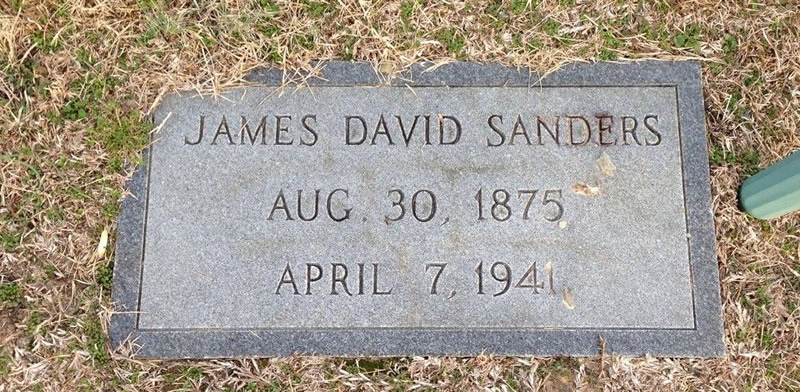 JAMES DAVID SANDERS
AUG. 30, 1875
APRIL 7, 1941